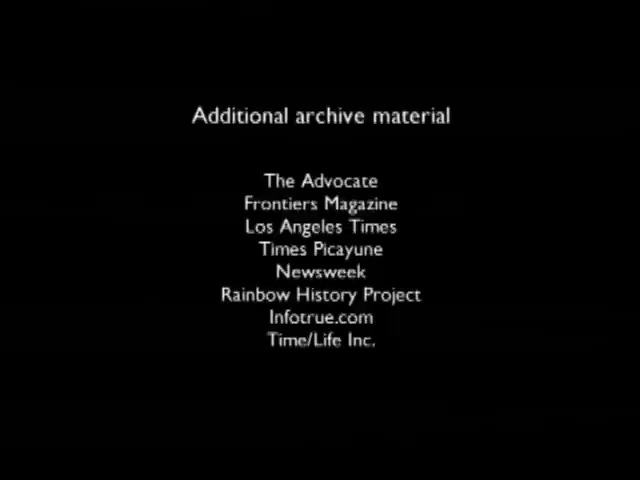 Additional archive material
The Advocate
Frontiers Magazine
Los Angeles Times
Times Picayune
Newsweek
Rainbow History Project
Infotrue.com
Time/Life Inc.